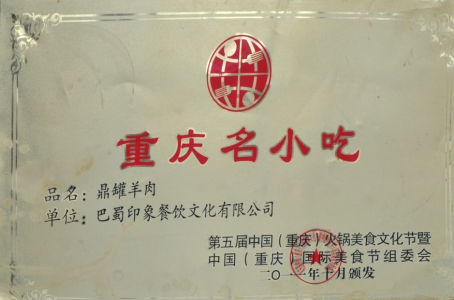 重庆名小吃
品名：鼎罐羊肉
单位：巴蜀印象餐饮文化有限公司
第五届中国（重庆）火锅美食文化节暨
中国（重庆）国际美食节组委会
二〇一一年十月颁发